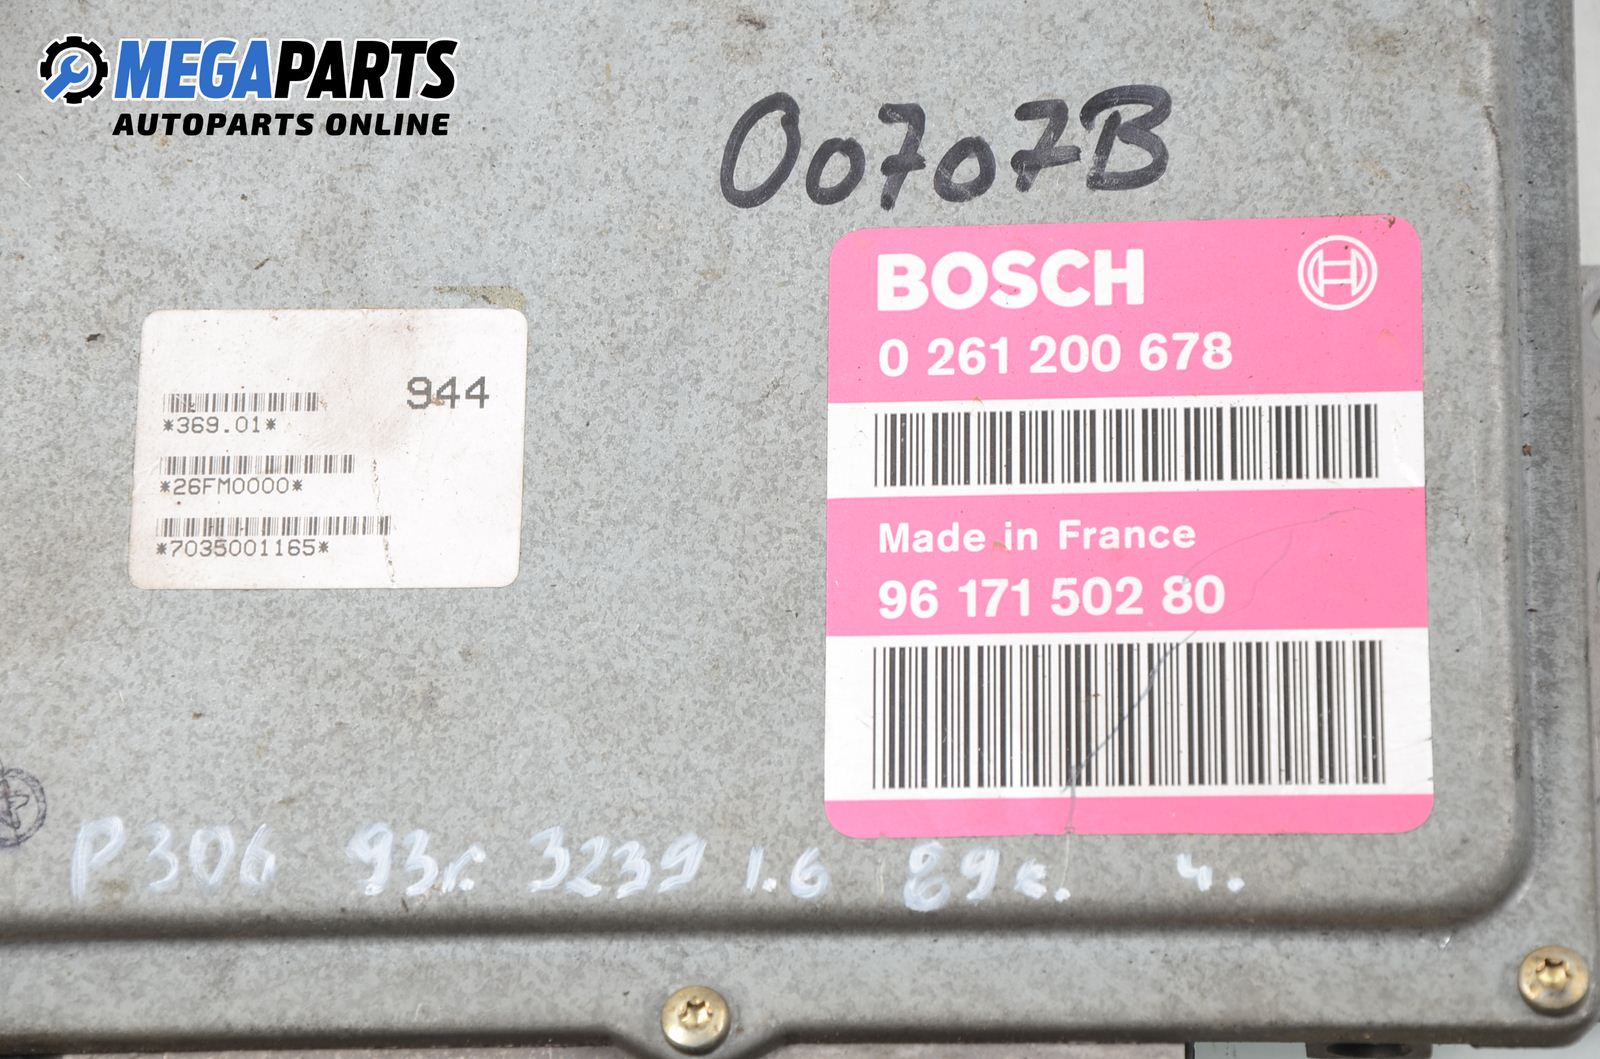 MEGAPARTS
AUTOPARTS ONLINE
00707B
BOSCH
0 261 200 678
944
*369.01*
*26FM0000*
*7035001165*
Made in France
96 171 502 80
P306 93г. 3239 1.6 89к. ч.